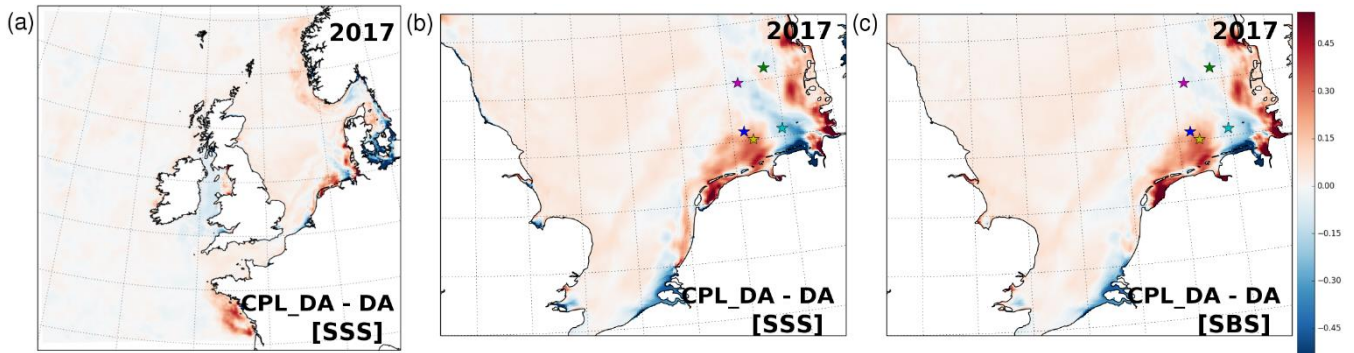 (a)
2017
CPL_DA - DA
[SSS]
(b)
2017
CPL_DA - DA
[SSS]
(c)
2017
CPL_DA - DA
[SBS]
0.45
0.30
0.15
0.00
−0.15
−0.30
−0.45